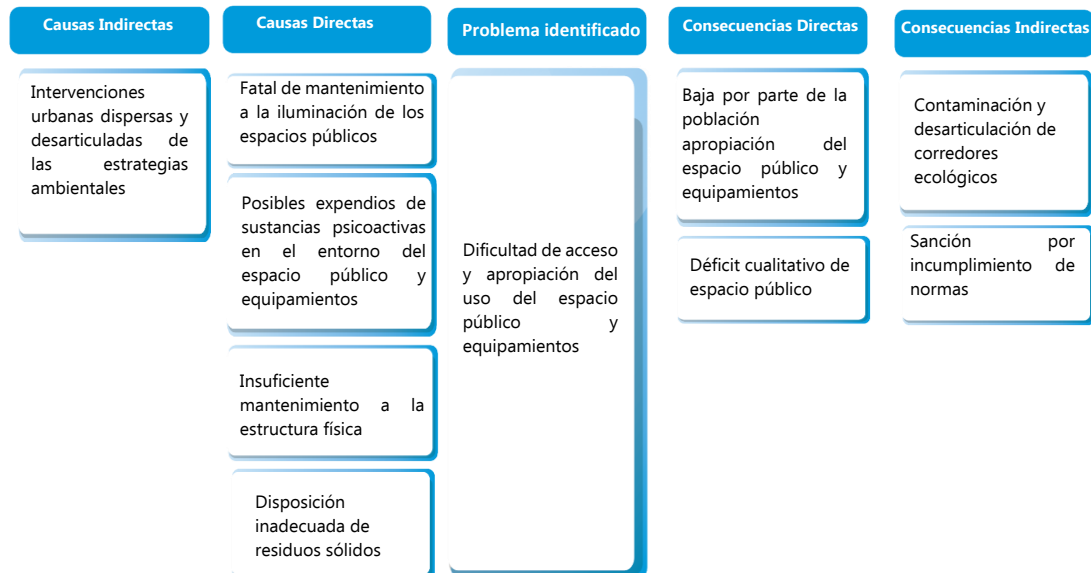 Causas Indirectas
Causas Directas
Problema identificado
Consecuencias Directas
Consecuencias Indirectas
Intervenciones
urbanas dispersas y
desarticuladas de
las estrategias
ambientales
Fatal de mantenimiento
a la iluminación de los
espacios públicos
Posibles expendios de
sustancias psicoactivas
en el entorno del
espacio público y
equipamientos
Insuficiente
mantenimiento a la
estructura física
Disposición
inadecuada de
residuos sólidos
Dificultad de acceso
y apropiación del
uso del espacio
público y
equipamientos
Baja por parte de la
población
apropiación del
espacio público y
equipamientos
Déficit cualitativo de
espacio público
Contaminación y
desarticulación de
corredores
ecológicos
Sanción por
incumplimiento de
normas